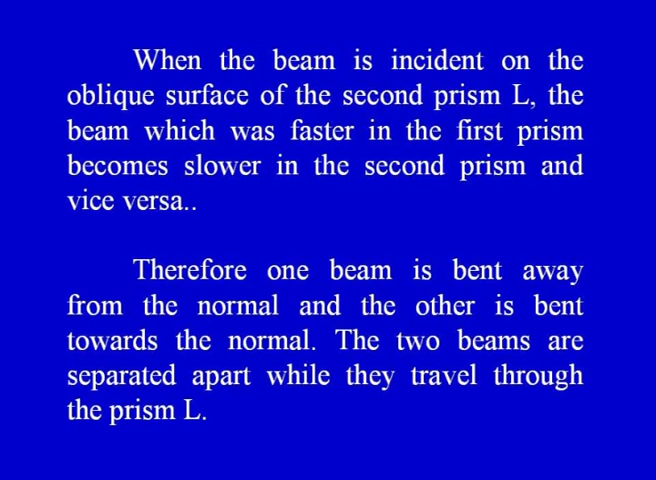 When the beam is incident on the
oblique surface of the second prism L, the
beam which was faster in the first prism
becomes slower in the second prism and
vice versa..
Therefore one beam is bent away
from the normal and the other is bent
towards the normal. The two beams are
separated apart while they travel through
the prism L.